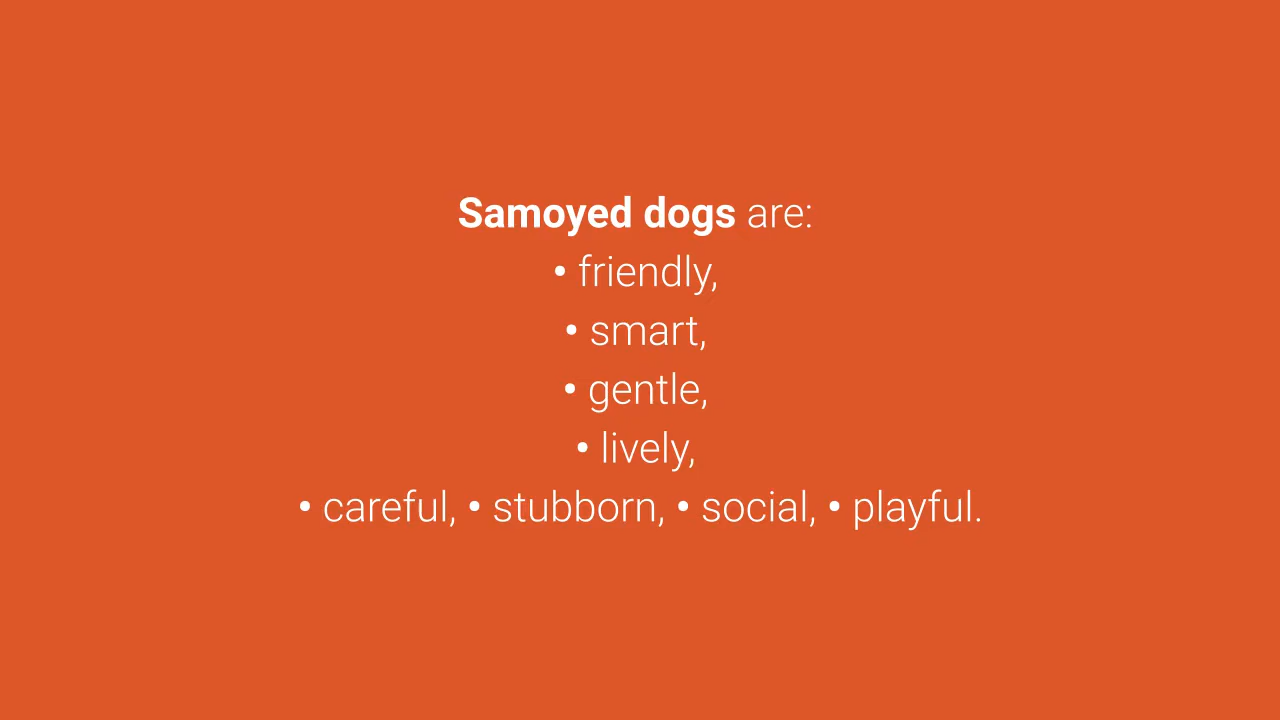 Samoyed dogs are:
• friendly,
• smart,
• gentle,
• lively,
• careful, • stubborn, • social, • playful.